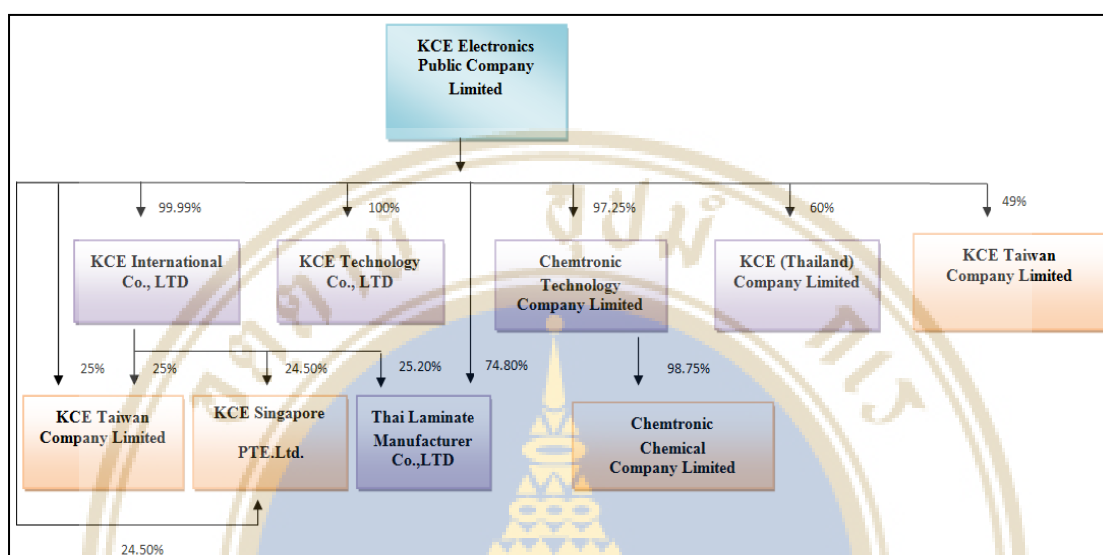 KCE Electronics
Public Company
Limited
99.99%
100%
97.25%
60%
49%
KCE International
Co., LTD
KCE Technology
Co., LTD
Chemtronic
Technology
Company Limited
KCE (Thailand)
Company Limited
KCE Taiwan
Company Limited
25%
25%
24.50%
25.20%
74.80%
98.75%
KCE Taiwan
Company Limited
KCE Singapore
PTE.Ltd.
Thai Laminate
Manufacturer
Co.,LTD
Chemtronic
Chemical
Company Limited
24.50%